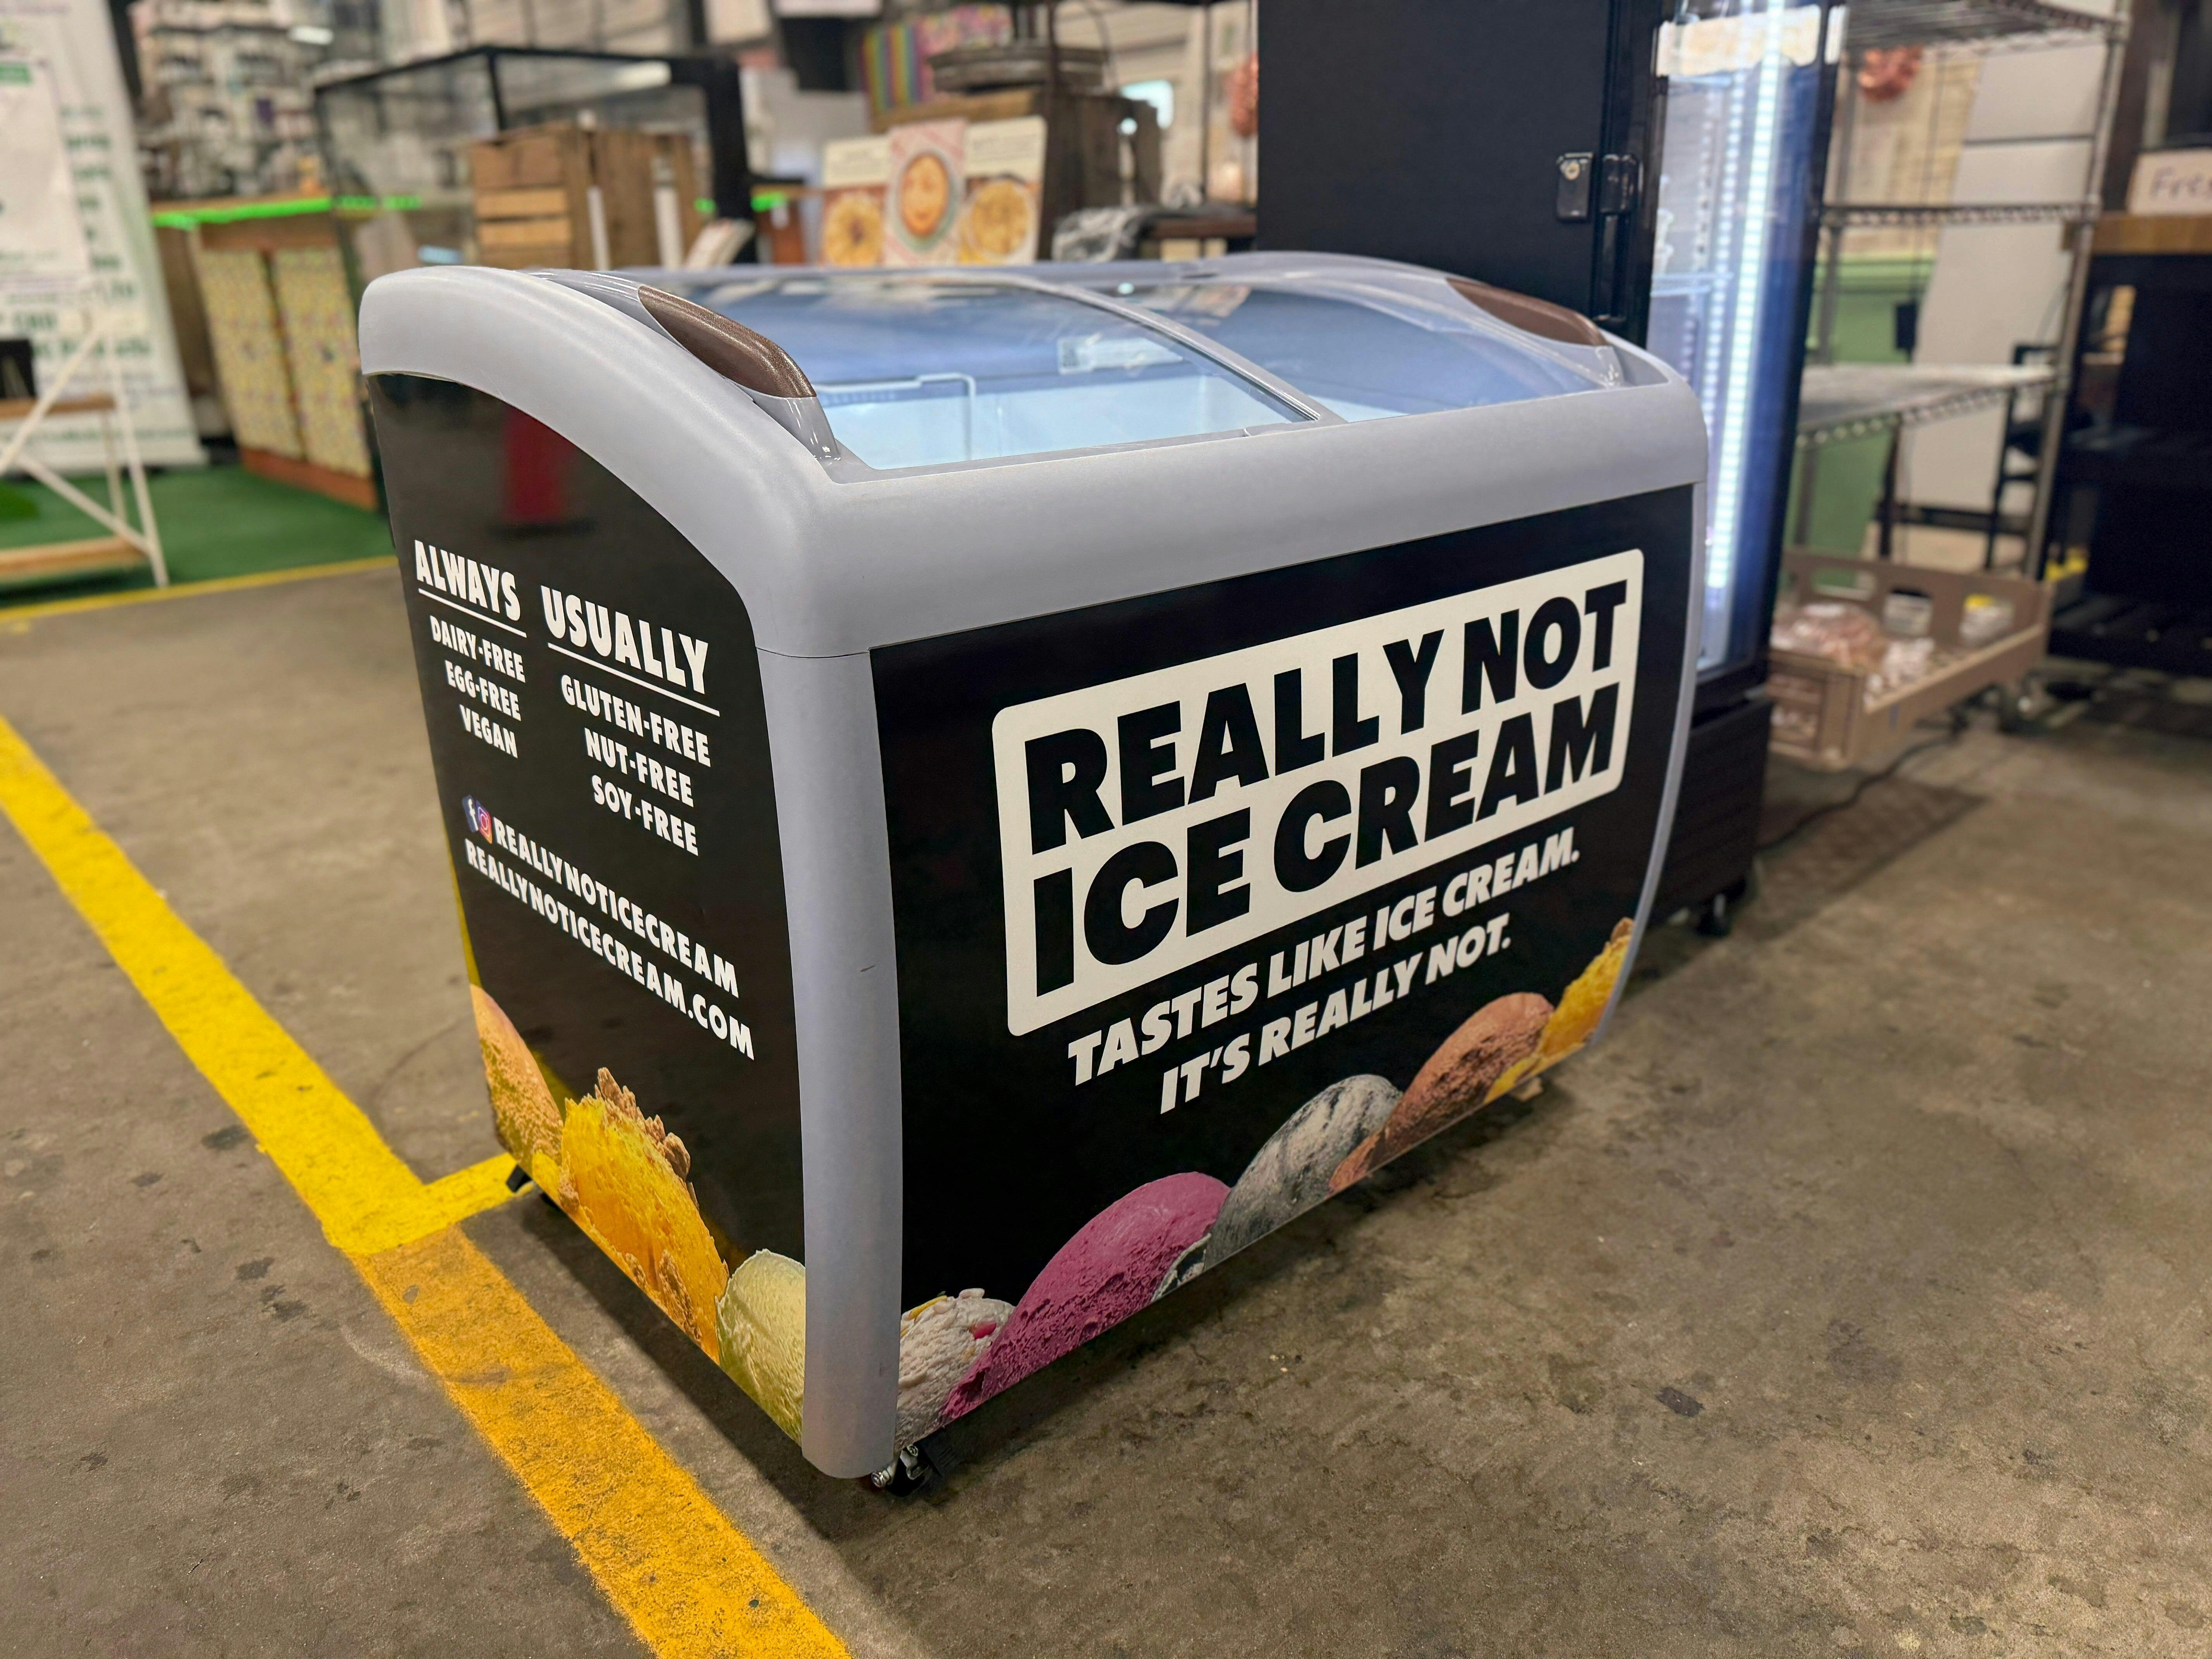 ALWAYS
DAIRY-FREE
EGG-FREE
VEGAN
USUALLY
GLUTEN-FREE
NUT-FREE
SOY-FREE
REALLYNOTICECREAM
REALLYNOTICECREAM.COM
REALLY NOT
ICE CREAM
TASTES LIKE ICE CREAM.
IT'S REALLY NOT.